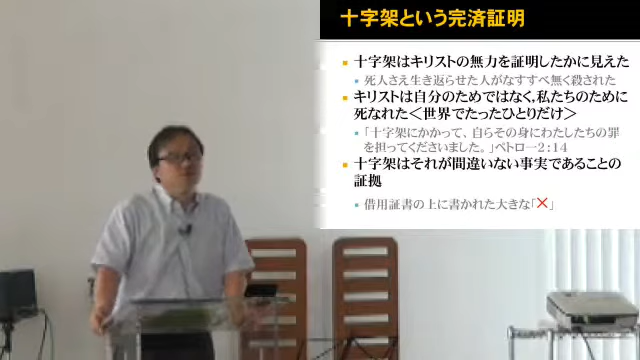 十字架という完済証明
十字架はキリストの無力を証明したかに見えた
死人さえ生き返らせた人がなすすべ無く殺された
キリストは自分のためではなく，私たちのために
死なれた＜世界でたったひとりだけ＞
「十字架にかかって、自らその身にわたしたちの罪
を担ってくださいました。」ペトロ一２：１４
十字架はそれが間違いない事実であることの
証拠
借用証書の上に書かれた大きな「×」